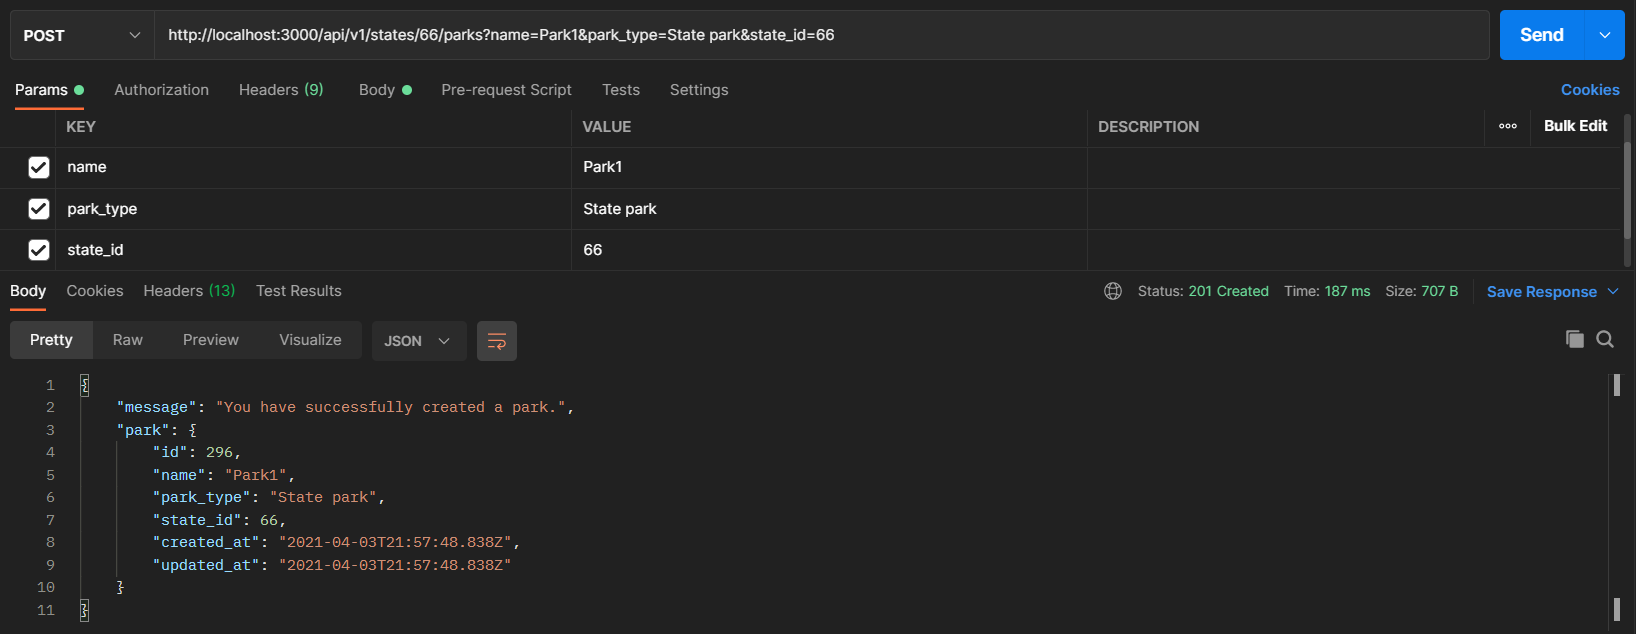 POST http://localhost:3000/api/v1/states/66/parks?name=Park1&park_type=State park&state_id=66 Send
Params Authorization Headers (9) Body Pre-request Script Tests Settings Cookies
KEY VALUE DESCRIPTION ooo Bulk Edit
name Park1
park_type State park
state_id 66
Body Cookies Headers (13) Test Results Status: 201 Created Time: 187 ms Size: 707 B Save Response
Pretty Raw Preview Visualize JSON
1 {
2 "message": "You have successfully created a park.",
3 "park": {
4 "id": 296,
5 "name": "Park1",
6 "park_type": "State park",
7 "state_id": 66,
8 "created_at": "2021-04-03T21:57:48.838Z",
9 "updated_at": "2021-04-03T21:57:48.838Z"
10 }
11 }